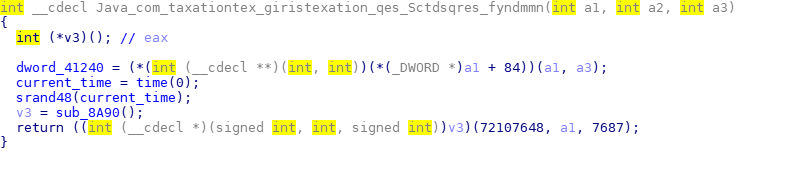 int __cdecl Java_com_taxationtex_giristexation_qes_Sctdsqres_fyndmmn(int a1, int a2, int a3)
{
int (*v3)(); // eax
dword_41240 = (*(int (__cdecl **)(int, int))(*(_DWORD *)a1 + 84))(a1, a3);
current_time = time(0);
srand48(current_time);
v3 = sub_8A90();
return ((int (__cdecl *)(signed int, int, signed int))v3)(72107648, a1, 7687);
}